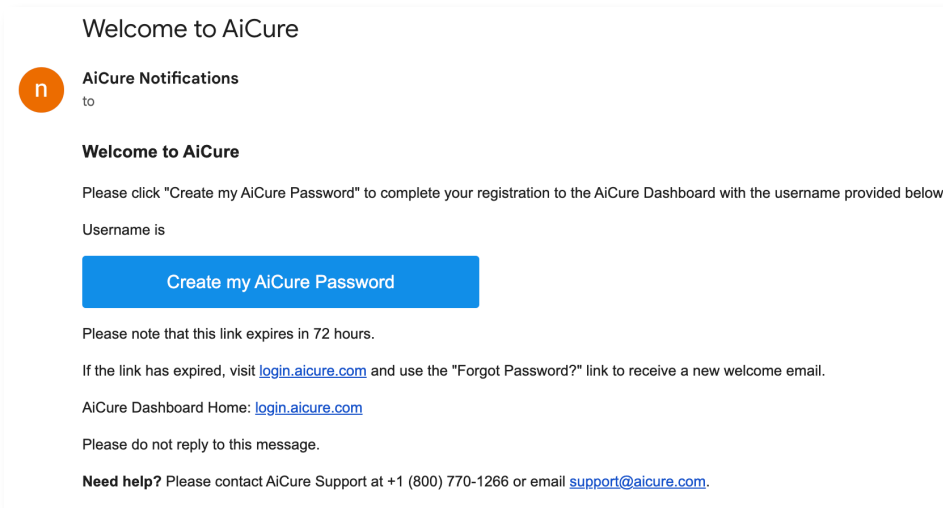 Welcome to AiCure
n
AiCure Notifications
to
Welcome to AiCure
Please click "Create my AiCure Password" to complete your registration to the AiCure Dashboard with the username provided below
Username is
Create my AiCure Password
Please note that this link expires in 72 hours.
If the link has expired, visit login.aicure.com and use the "Forgot Password?" link to receive a new welcome email.
AiCure Dashboard Home: login.aicure.com
Please do not reply to this message.
Need help? Please contact AiCure Support at +1 (800) 770-1266 or email support@aicure.com.